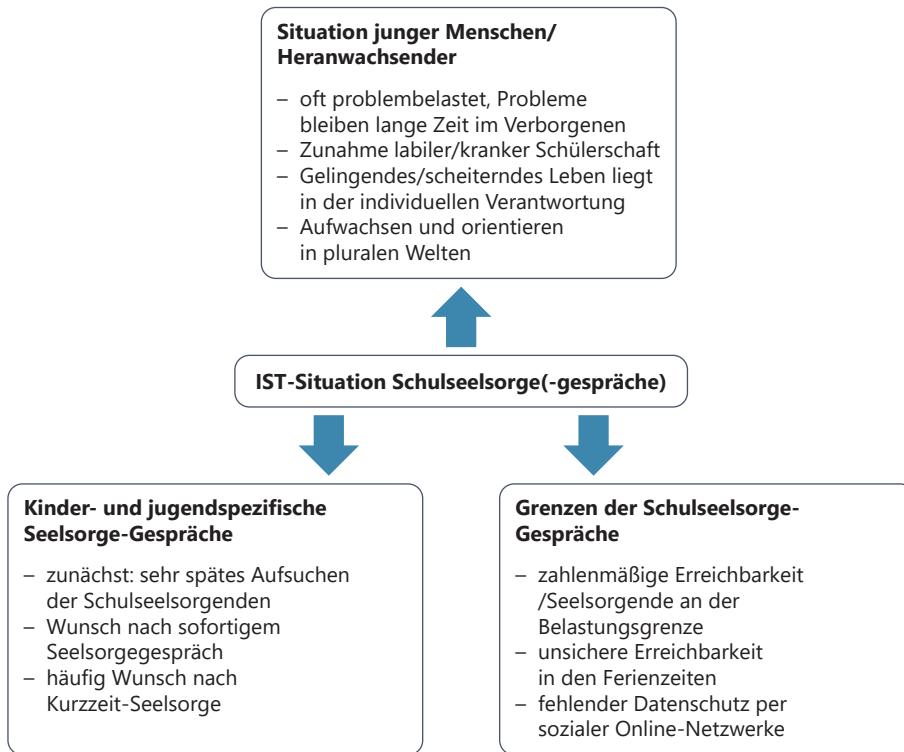 Situation junger Menschen/
Heranwachsender
– oft problembelastet, Probleme
bleiben lange Zeit im Verborgenen
– Zunahme labiler/kranker Schülerschaft
– Gelingendes/scheiterndes Leben liegt
in der individuellen Verantwortung
– Aufwachsen und orientieren
in pluralen Welten
IST-Situation Schulseelsorge(-gespräche)
Kinder- und jugendspezifische
Seelsorge-Gespräche
– zunächst: sehr spätes Aufsuchen
der Schulseelsorgenden
– Wunsch nach sofortigem
Seelsorgegespräch
– häufig Wunsch nach
Kurzzeit-Seelsorge
Grenzen der Schulseelsorge-
Gespräche
– zahlenmäßige Erreichbarkeit
/Seelsorgende an der
Belastungsgrenze
– unsichere Erreichbarkeit
in den Ferienzeiten
– fehlender Datenschutz per
sozialer Online-Netzwerke